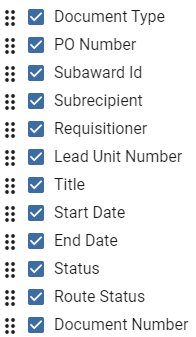 Document Type
PO Number
Subaward Id
Subrecipient
Requisitioner
Lead Unit Number
Title
Start Date
End Date
Status
Route Status
Document Number